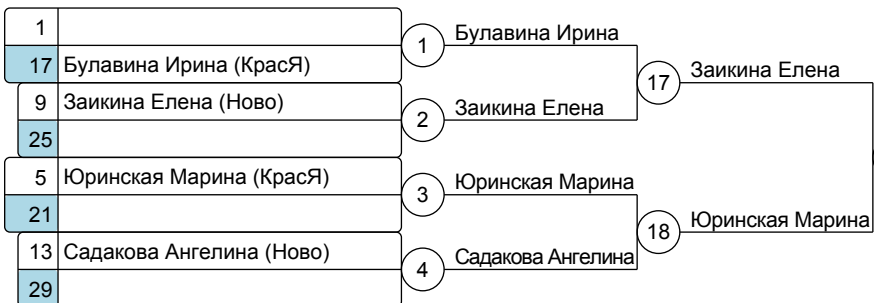 1
17 Булавина Ирина (КрасЯ)
9 Заикина Елена (Ново)
25
5 Юринская Марина (КрасЯ)
21
13 Садакова Ангелина (Ново)
29
1
Булавина Ирина
2
Заикина Елена
3
Юринская Марина
4
Садакова Ангелина
17
Заикина Елена
18
Юринская Марина